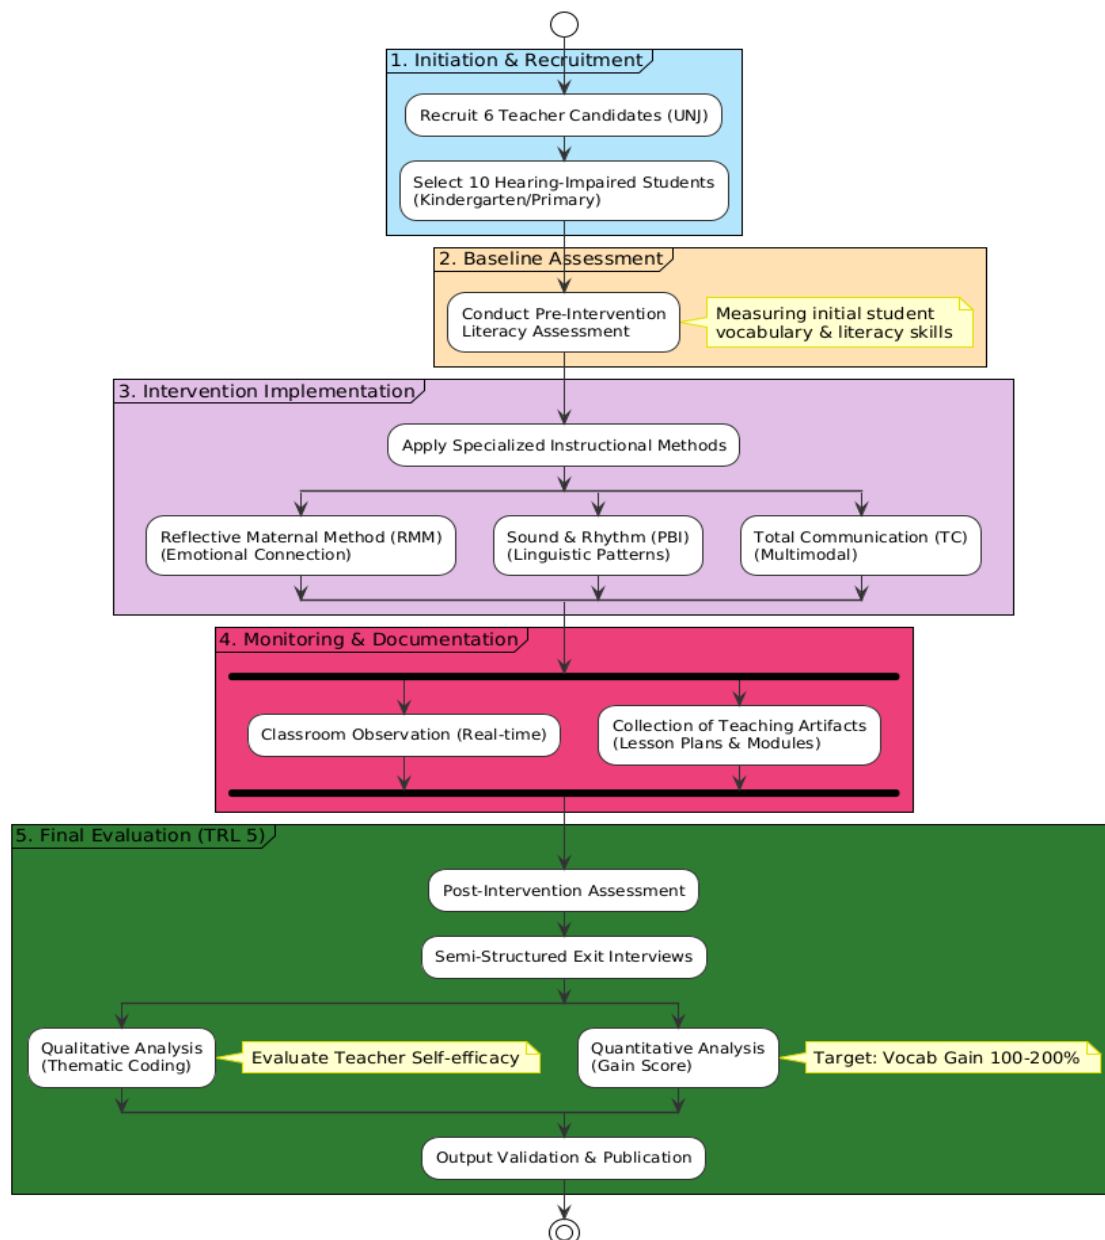 1. Initiation & Recruitment
Recruit 6 Teacher Candidates (UNJ)
Select 10 Hearing-Impaired Students
(Kindergarten/Primary)
2. Baseline Assessment
Conduct Pre-Intervention
Literacy Assessment
Measuring initial student
vocabulary & literacy skills
3. Intervention Implementation
Apply Specialized Instructional Methods
Reflective Maternal Method (RMM)
(Emotional Connection)
Sound & Rhythm (PBI)
(Linguistic Patterns)
Total Communication (TC)
(Multimodal)
4. Monitoring & Documentation
Classroom Observation (Real-time)
Collection of Teaching Artifacts
(Lesson Plans & Modules)
5. Final Evaluation (TRL 5)
Post-Intervention Assessment
Semi-Structured Exit Interviews
Qualitative Analysis
(Thematic Coding)
Evaluate Teacher Self-efficacy
Quantitative Analysis
(Gain Score)
Target: Vocab Gain 100-200%
Output Validation & Publication